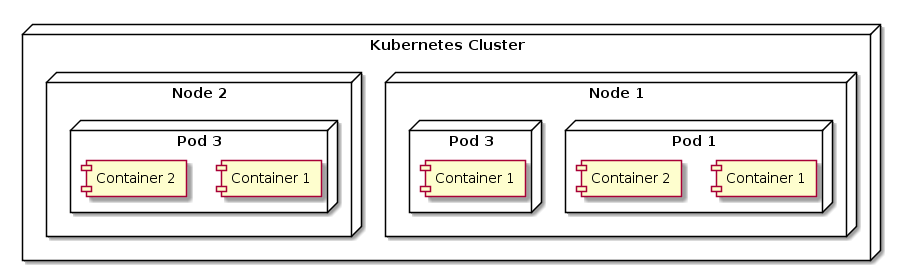 Kubernetes Cluster
Node 2
Pod 3
Container 2
Container 1
Node 1
Pod 3
Container 1
Pod 1
Container 2
Container 1